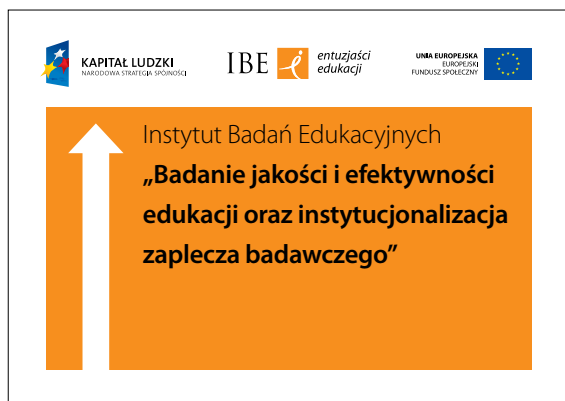 KAPITAŁ LUDZKI
NARODOWA STRATEGIA SPÓJNOŚCI
IBE
entuzjaści
edukacji
UNIA EUROPEJSKA
EUROPEJSKI
FUNDUSZ SPOŁECZNY
Instytut Badań Edukacyjnych
„Badanie jakości i efektywności
edukacji oraz instytucjonalizacja
zaplecza badawczego”